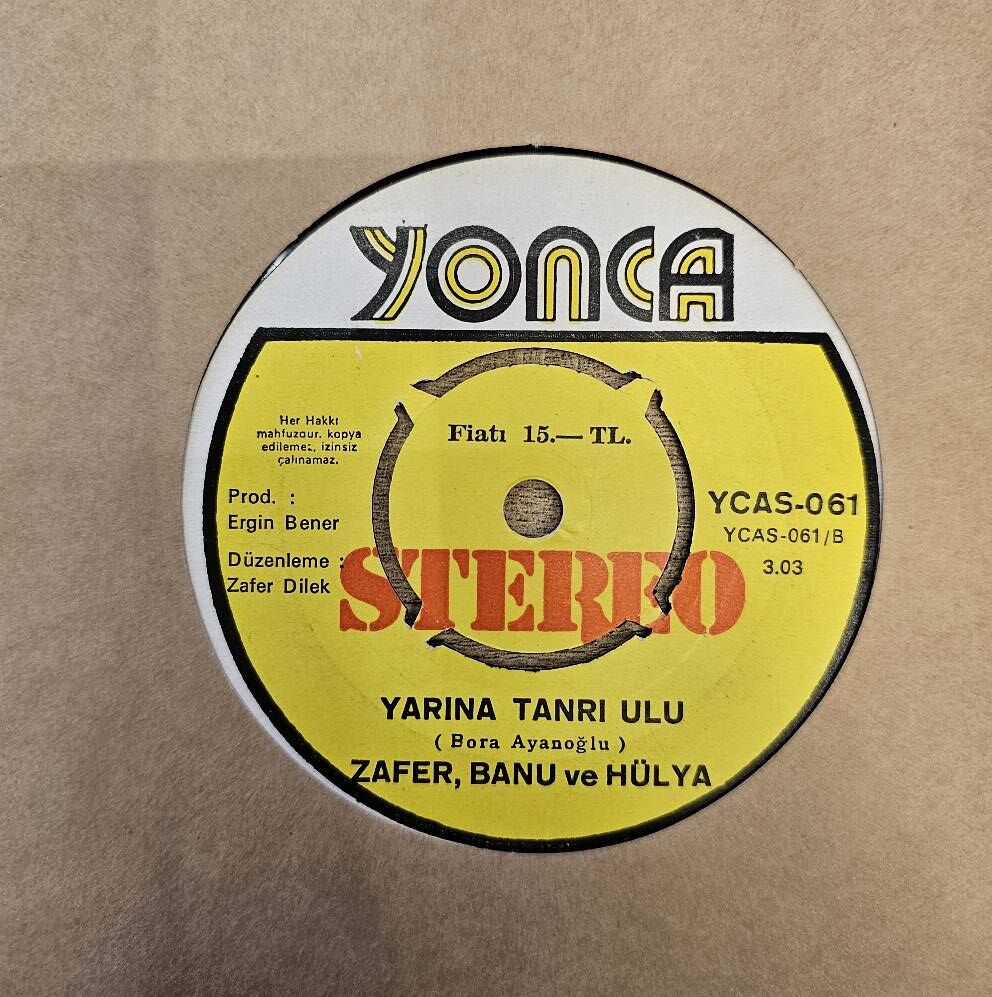 YONCA
Her Hakkı
mahfuzdur. kopya
edilemez, izinsiz
çalınamaz.
Fiatı 15.— TL.
Prod. :
Ergin Bener
Düzenleme :
Zafer Dilek
YCAS-061
YCAS-061/B
3.03
STEREO
YARINA TANRI ULU
( Bora Ayanoğlu )
ZAFER, BANU ve HÜLYA